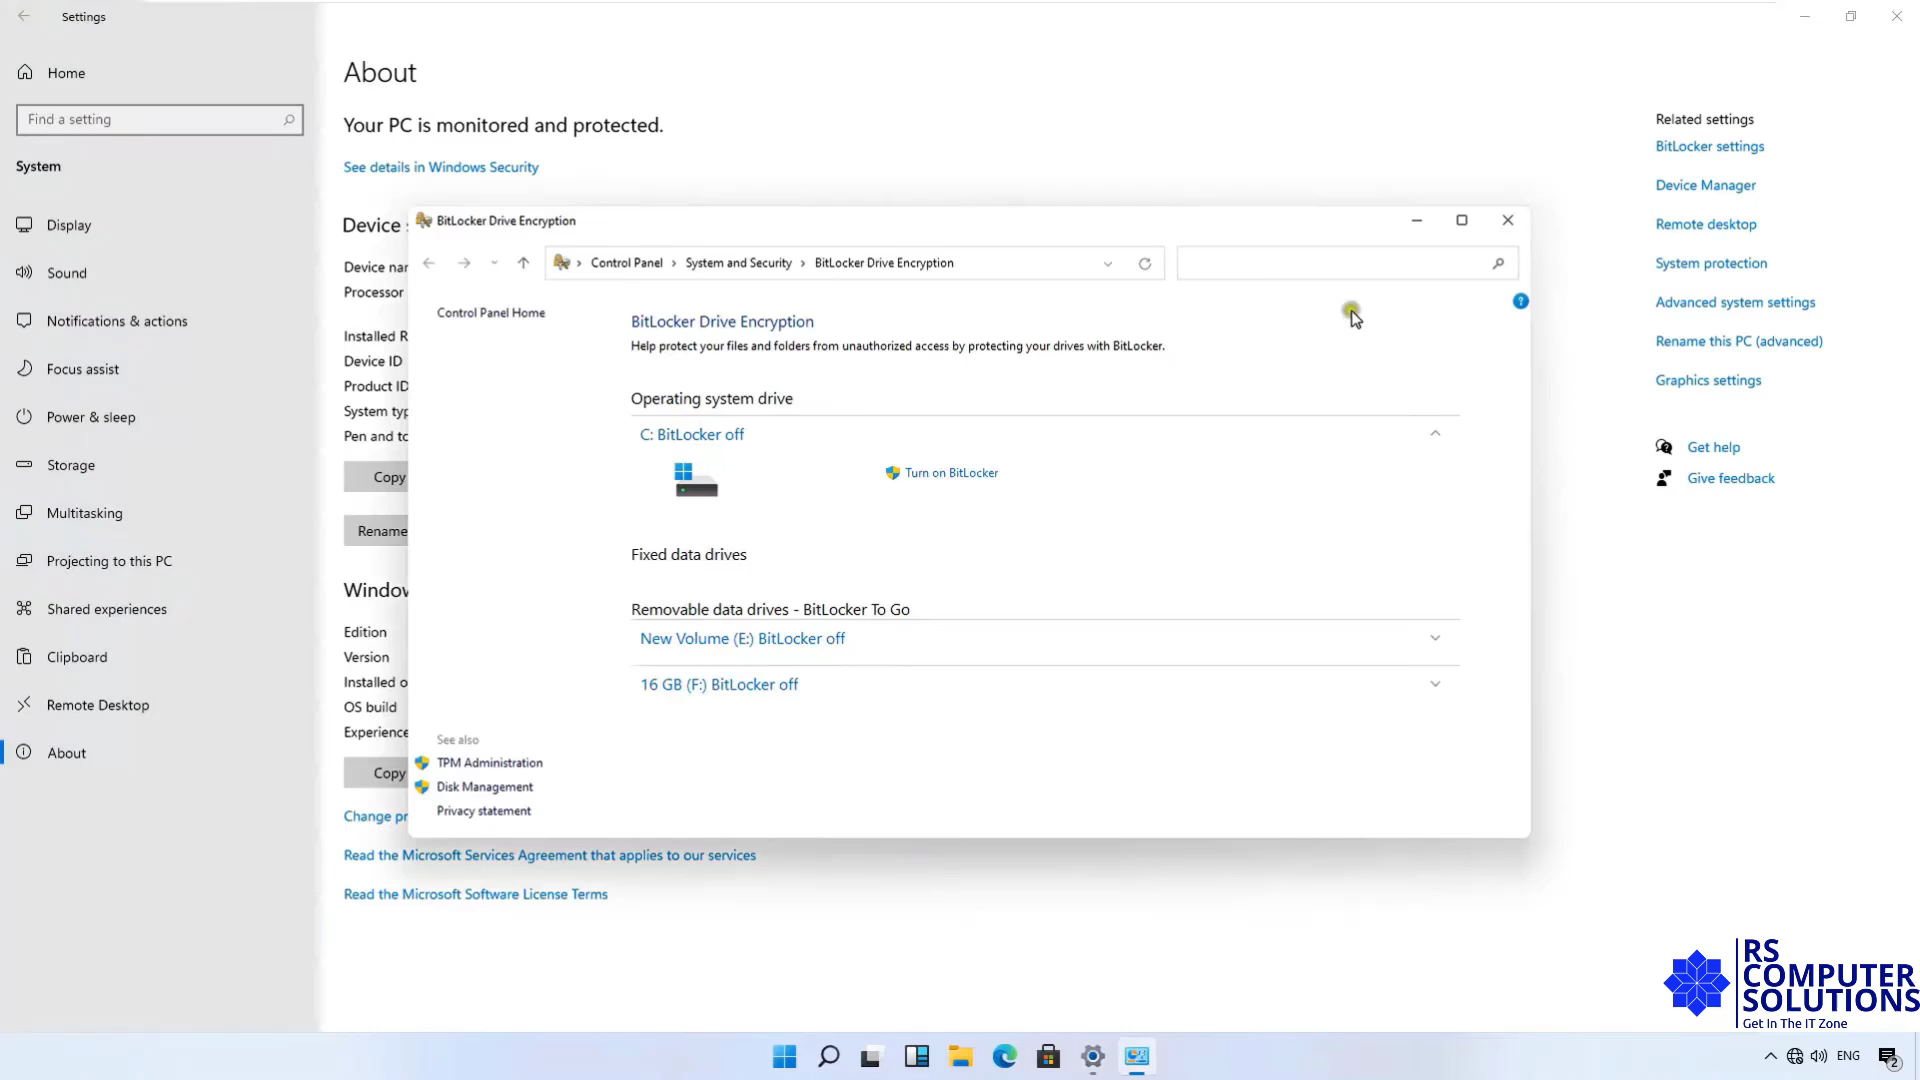 Settings
Home
Find a setting
System
Display
Sound
Notifications & actions
Focus assist
Power & sleep
Storage
Multitasking
Projecting to this PC
Shared experiences
Clipboard
Remote Desktop
About
About
Your PC is monitored and protected.
See details in Windows Security
Device
Device nar
Processor
Installed R
Device ID
Product ID
System typ
Pen and to
Copy
Rename
Window
Edition
Version
Installed o
OS build
Experience
Copy
Change pr
Read the Microsoft Services Agreement that applies to our services
Read the Microsoft Software License Terms
BitLocker Drive Encryption
Control Panel > System and Security > BitLocker Drive Encryption
Control Panel Home
BitLocker Drive Encryption
Help protect your files and folders from unauthorized access by protecting your drives with BitLocker.
Operating system drive
C: BitLocker off
Turn on BitLocker
Fixed data drives
Removable data drives - BitLocker To Go
New Volume (E:) BitLocker off
16 GB (F:) BitLocker off
See also
TPM Administration
Disk Management
Privacy statement
Related settings
BitLocker settings
Device Manager
Remote desktop
System protection
Advanced system settings
Rename this PC (advanced)
Graphics settings
Get help
Give feedback
RS
COMPUTER
SOLUTIONS
Get In The IT Zone
ENG
2